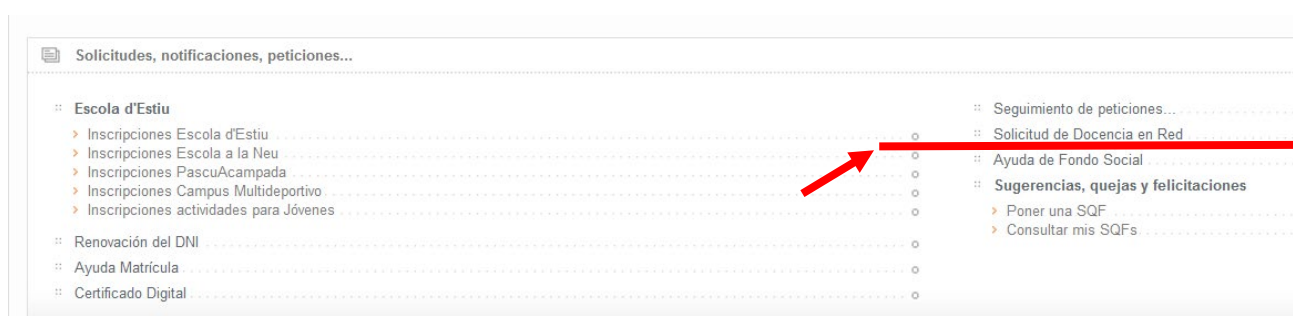 Solicitudes, notificaciones, peticiones...
Escola d'Estiu
Inscripciones Escola d'Estiu
Inscripciones Escola a la Neu
Inscripciones PascuAcampada
Inscripciones Campus Multideportivo
Inscripciones actividades para Jóvenes
Renovación del DNI
Ayuda Matrícula
Certificado Digital
Seguimiento de peticiones...
Solicitud de Docencia en Red
Ayuda de Fondo Social
Sugerencias, quejas y felicitaciones
Poner una SQF
Consultar mis SQFs